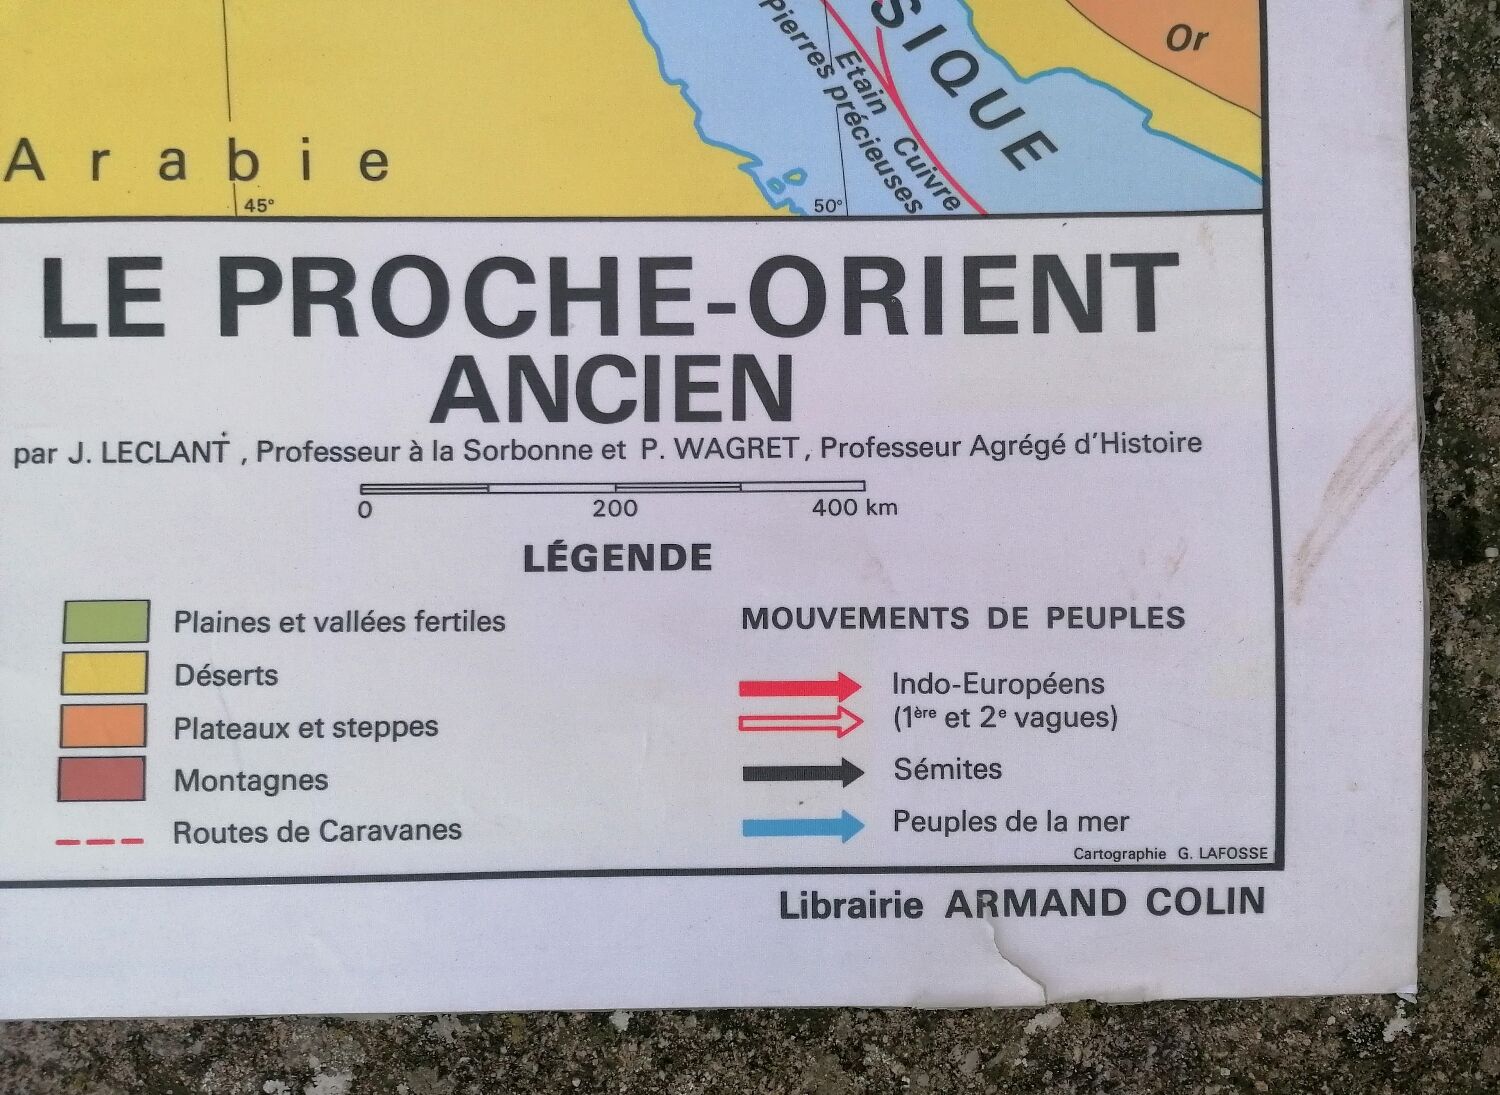 SIQUE
Or
Etain Cuivre
Pierres précieuses
Arabie
45°
50°
LE PROCHE-ORIENT
ANCIEN
par J. LECLANT, Professeur à la Sorbonne et P. WAGRET, Professeur Agrégé d'Histoire
0 200 400 km
LÉGENDE
Plaines et vallées fertiles
Déserts
Plateaux et steppes
Montagnes
Routes de Caravanes
MOUVEMENTS DE PEUPLES
Indo-Européens
(1ère et 2e vagues)
Sémites
Peuples de la mer
Cartographie G. LAFOSSE
Librairie ARMAND COLIN